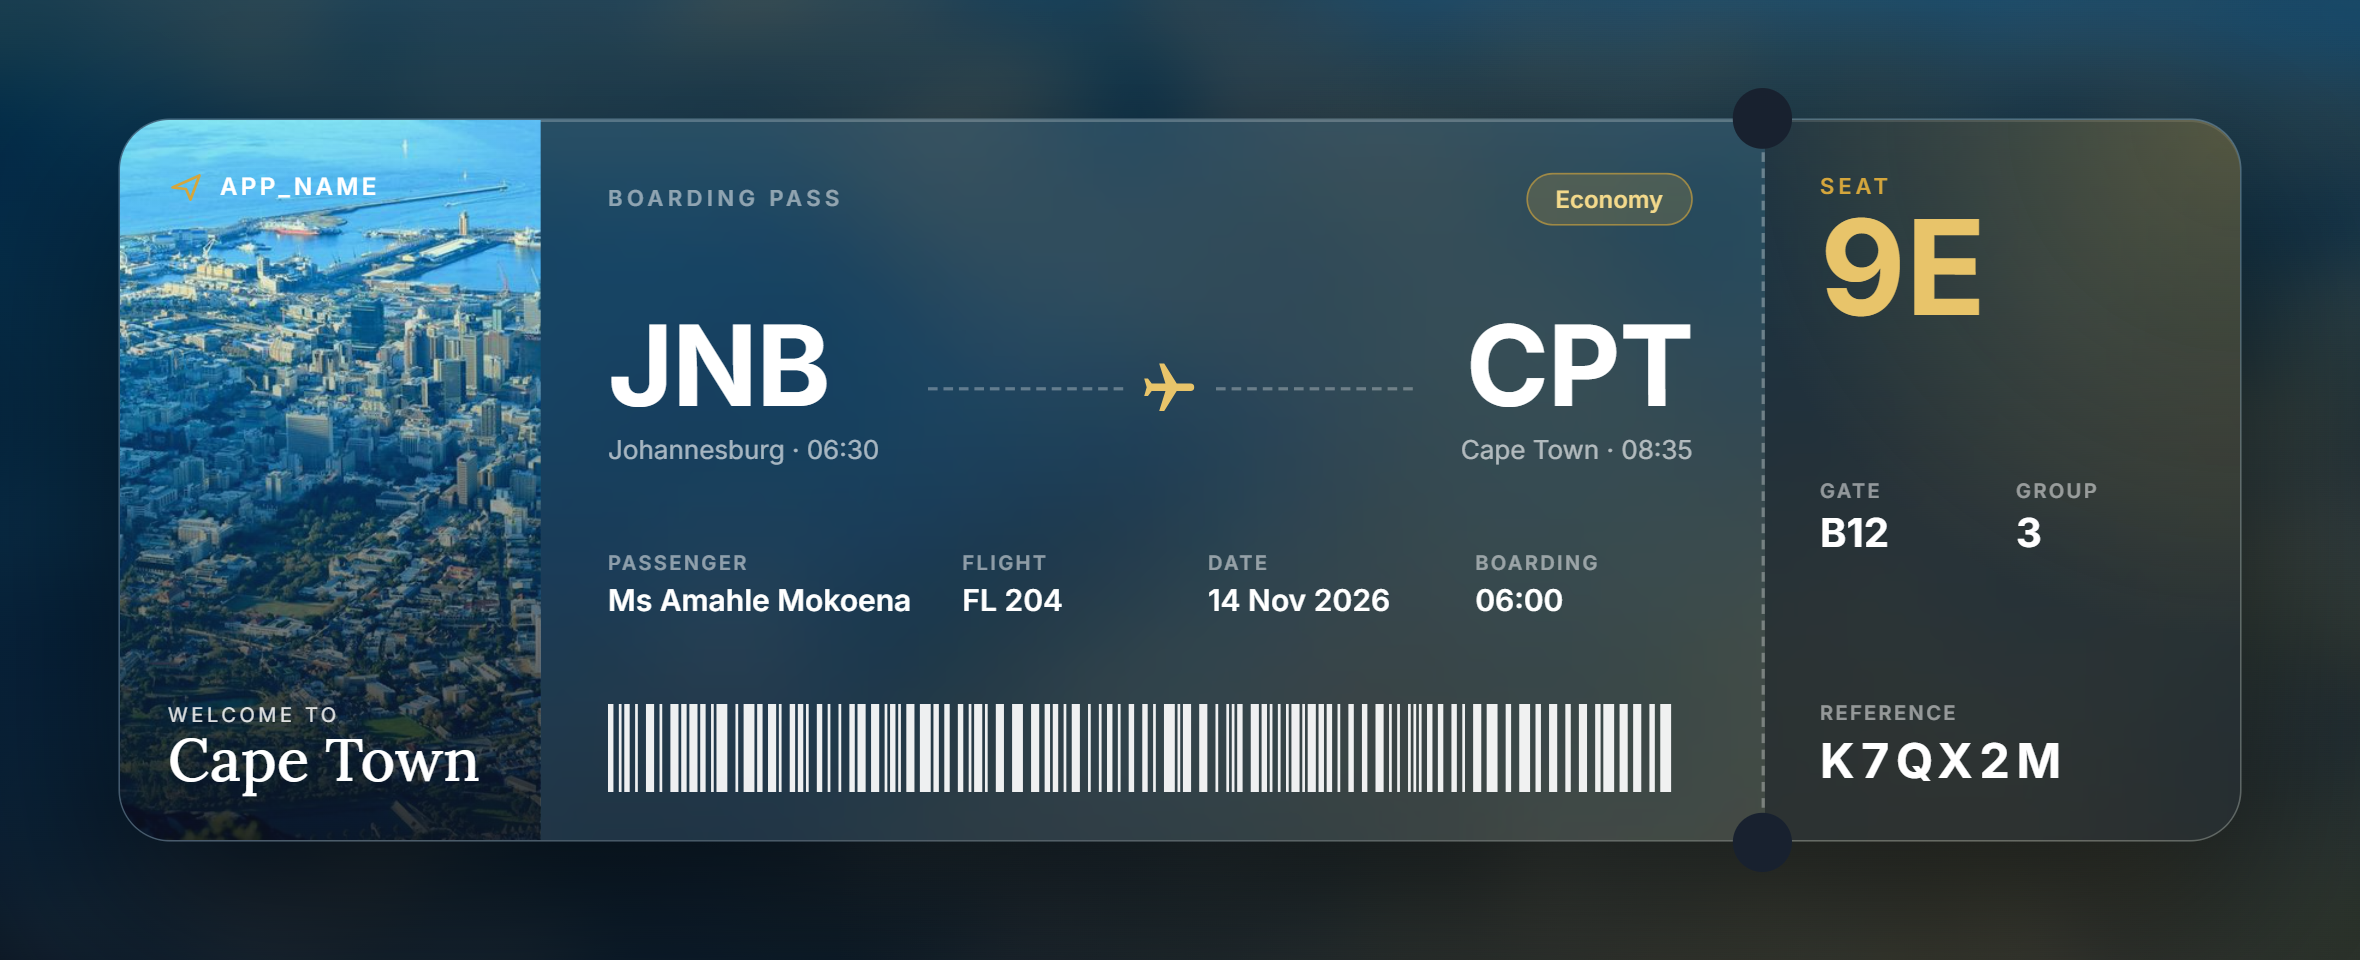 APP_NAME
WELCOME TO
Cape Town
BOARDING PASS
Economy
JNB
CPT
Johannesburg · 06:30
Cape Town · 08:35
PASSENGER
FLIGHT
DATE
BOARDING
Ms Amahle Mokoena
FL 204
14 Nov 2026
06:00
SEAT
9E
GATE
GROUP
B12
3
REFERENCE
K7QX2M